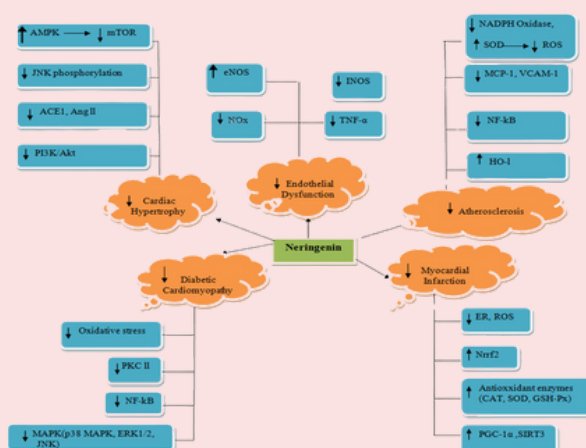 ↑ AMPK → ↓ mTOR
↓ JNK phosphorylation
↓ ACE1, Ang II
↓ PI3K/Akt
↓ Cardiac
Hypertrophy
↑ eNOS
↓ INOS
↓ NOx
↓ TNF-α
↓ Endothelial
Dysfunction
↓ NADPH Oxidase,
↑ SOD → ↓ ROS
↓ MCP-1, VCAM-1
↓ NF-kB
↑ HO-1
↓ Atherosclerosis
Neringenin
↓ Diabetic
Cardiomyopathy
↓ Oxidative stress
↓ PKC II
↓ NF-kB
↓ MAPK(p38 MAPK, ERK1/2,
JNK)
↓ Myocardial
Infarction
↓ ER, ROS
↑ Nrrf2
↑ Antioxxidant enzymes
(CAT, SOD, GSH-Px)
↑ PGC-1α ,SIRT3